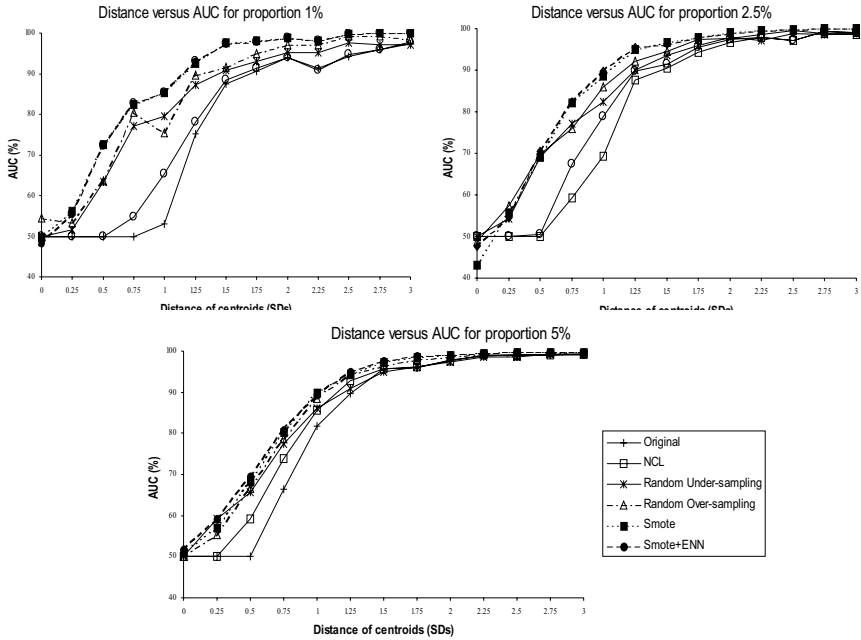 Distance versus AUC for proportion 1%
AUC (%)
100
90
80
70
60
50
40
0 0.25 0.5 0.75 1 1.25 1.5 1.75 2 2.25 2.5 2.75 3
Distance of centroids (SDs)
Distance versus AUC for proportion 2.5%
AUC (%)
100
90
80
70
60
50
40
0 0.25 0.5 0.75 1 1.25 1.5 1.75 2 2.25 2.5 2.75 3
Distance of centroids (SDs)
Distance versus AUC for proportion 5%
AUC (%)
100
90
80
70
60
50
40
0 0.25 0.5 0.75 1 1.25 1.5 1.75 2 2.25 2.5 2.75 3
Distance of centroids (SDs)
Original
NCL
Random Under-sampling
Random Over-sampling
Smote
Smote+ENN